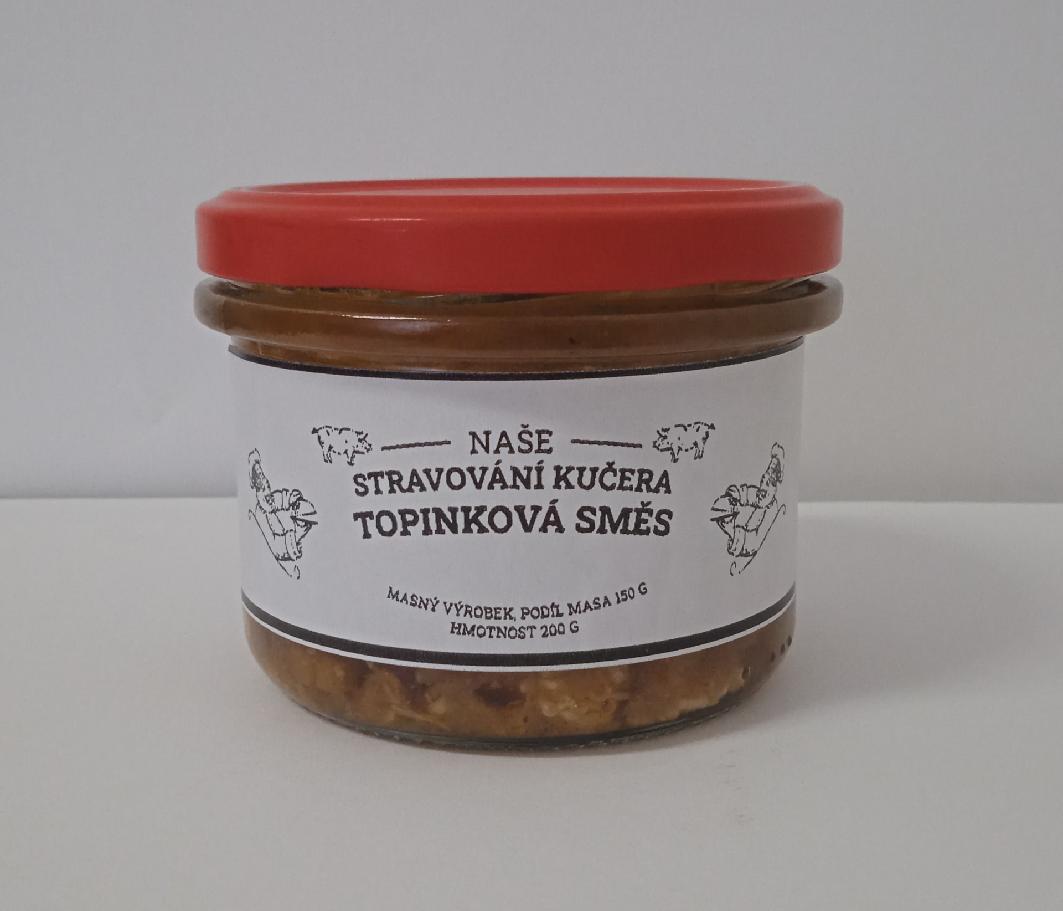 NAŠE
STRAVOVÁNÍ KUČERA
TOPINKOVÁ SMĚS
MASNÝ VÝROBEK, PODÍL MASA 150 G
HMOTNOST 200 G